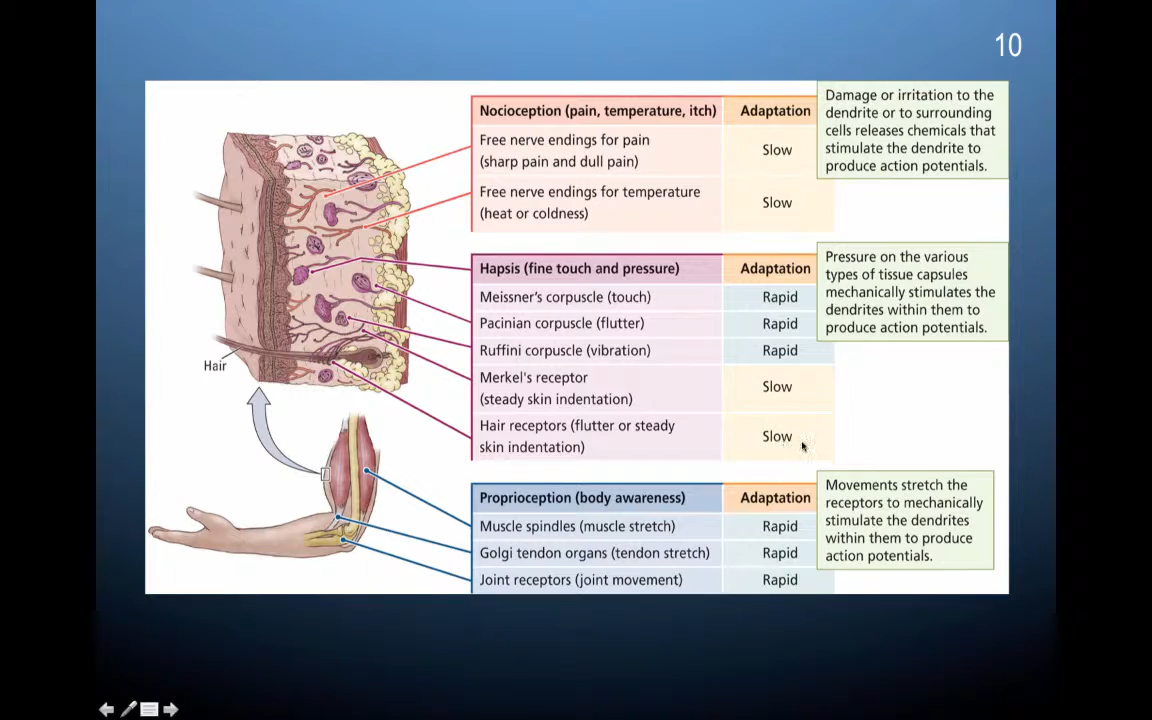 10
Nocioception (pain, temperature, itch) Adaptation
Free nerve endings for pain
(sharp pain and dull pain)
Slow
Free nerve endings for temperature
(heat or coldness)
Slow
Damage or irritation to the
dendrite or to surrounding
cells releases chemicals that
stimulate the dendrite to
produce action potentials.
Hapsis (fine touch and pressure) Adaptation
Meissner's corpuscle (touch) Rapid
Pacinian corpuscle (flutter) Rapid
Ruffini corpuscle (vibration) Rapid
Merkel's receptor
(steady skin indentation)
Slow
Hair receptors (flutter or steady
skin indentation)
Slow
Pressure on the various
types of tissue capsules
mechanically stimulates the
dendrites within them to
produce action potentials.
Hair
Proprioception (body awareness) Adaptation
Muscle spindles (muscle stretch) Rapid
Golgi tendon organs (tendon stretch) Rapid
Joint receptors (joint movement) Rapid
Movements stretch the
receptors to mechanically
stimulate the dendrites
within them to produce
action potentials.